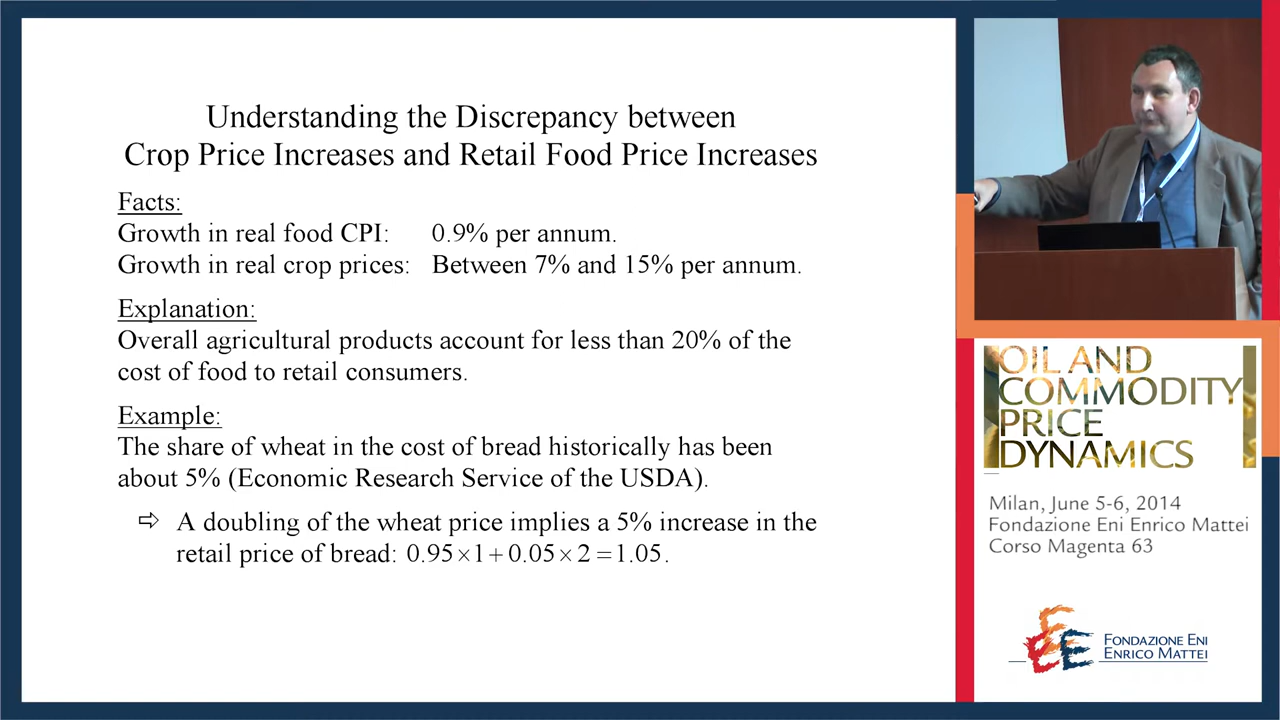 Understanding the Discrepancy between
Crop Price Increases and Retail Food Price Increases
Facts:
Growth in real food CPI: 0.9% per annum.
Growth in real crop prices: Between 7% and 15% per annum.
Explanation:
Overall agricultural products account for less than 20% of the
cost of food to retail consumers.
Example:
The share of wheat in the cost of bread historically has been
about 5% (Economic Research Service of the USDA).
⇨ A doubling of the wheat price implies a 5% increase in the
retail price of bread: 0.95×1+0.05×2=1.05.
OIL AND
COMMODITY
PRICE
DYNAMICS
Milan, June 5-6, 2014
Fondazione Eni Enrico Mattei
Corso Magenta 63
FEE
FONDAZIONE ENI
ENRICO MATTEI